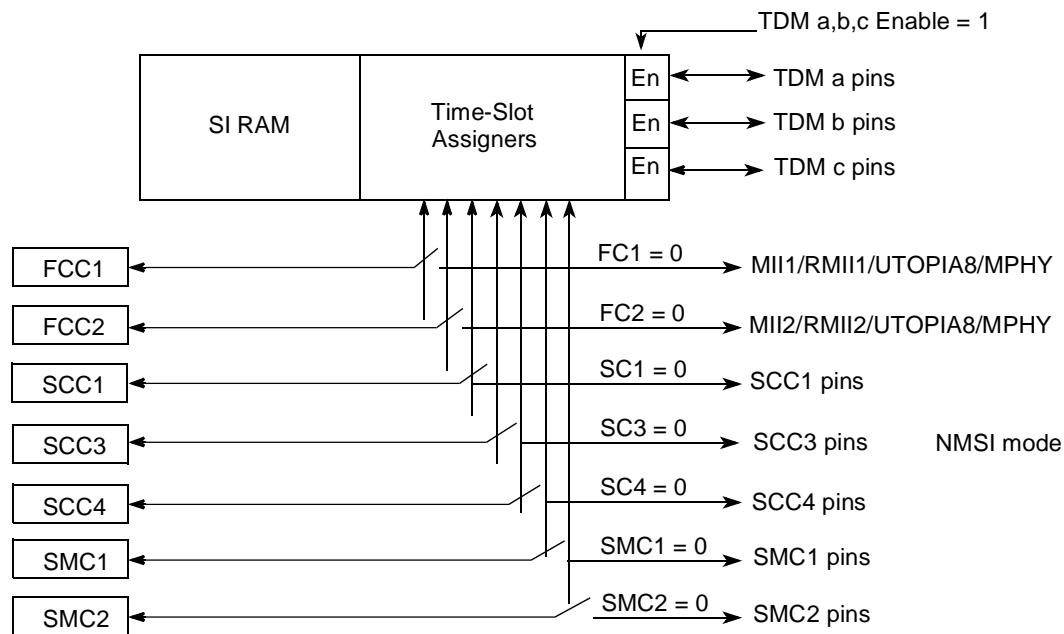 TDM a,b,c Enable = 1
SI RAM
Time-Slot
Assigners
En
TDM a pins
En
TDM b pins
En
TDM c pins
FCC1
FC1 = 0
MII1/RMII1/UTOPIA8/MPHY
FCC2
FC2 = 0
MII2/RMII2/UTOPIA8/MPHY
SCC1
SC1 = 0
SCC1 pins
SCC3
SC3 = 0
SCC3 pins
NMSI mode
SCC4
SC4 = 0
SCC4 pins
SMC1
SMC1 = 0
SMC1 pins
SMC2
SMC2 = 0
SMC2 pins